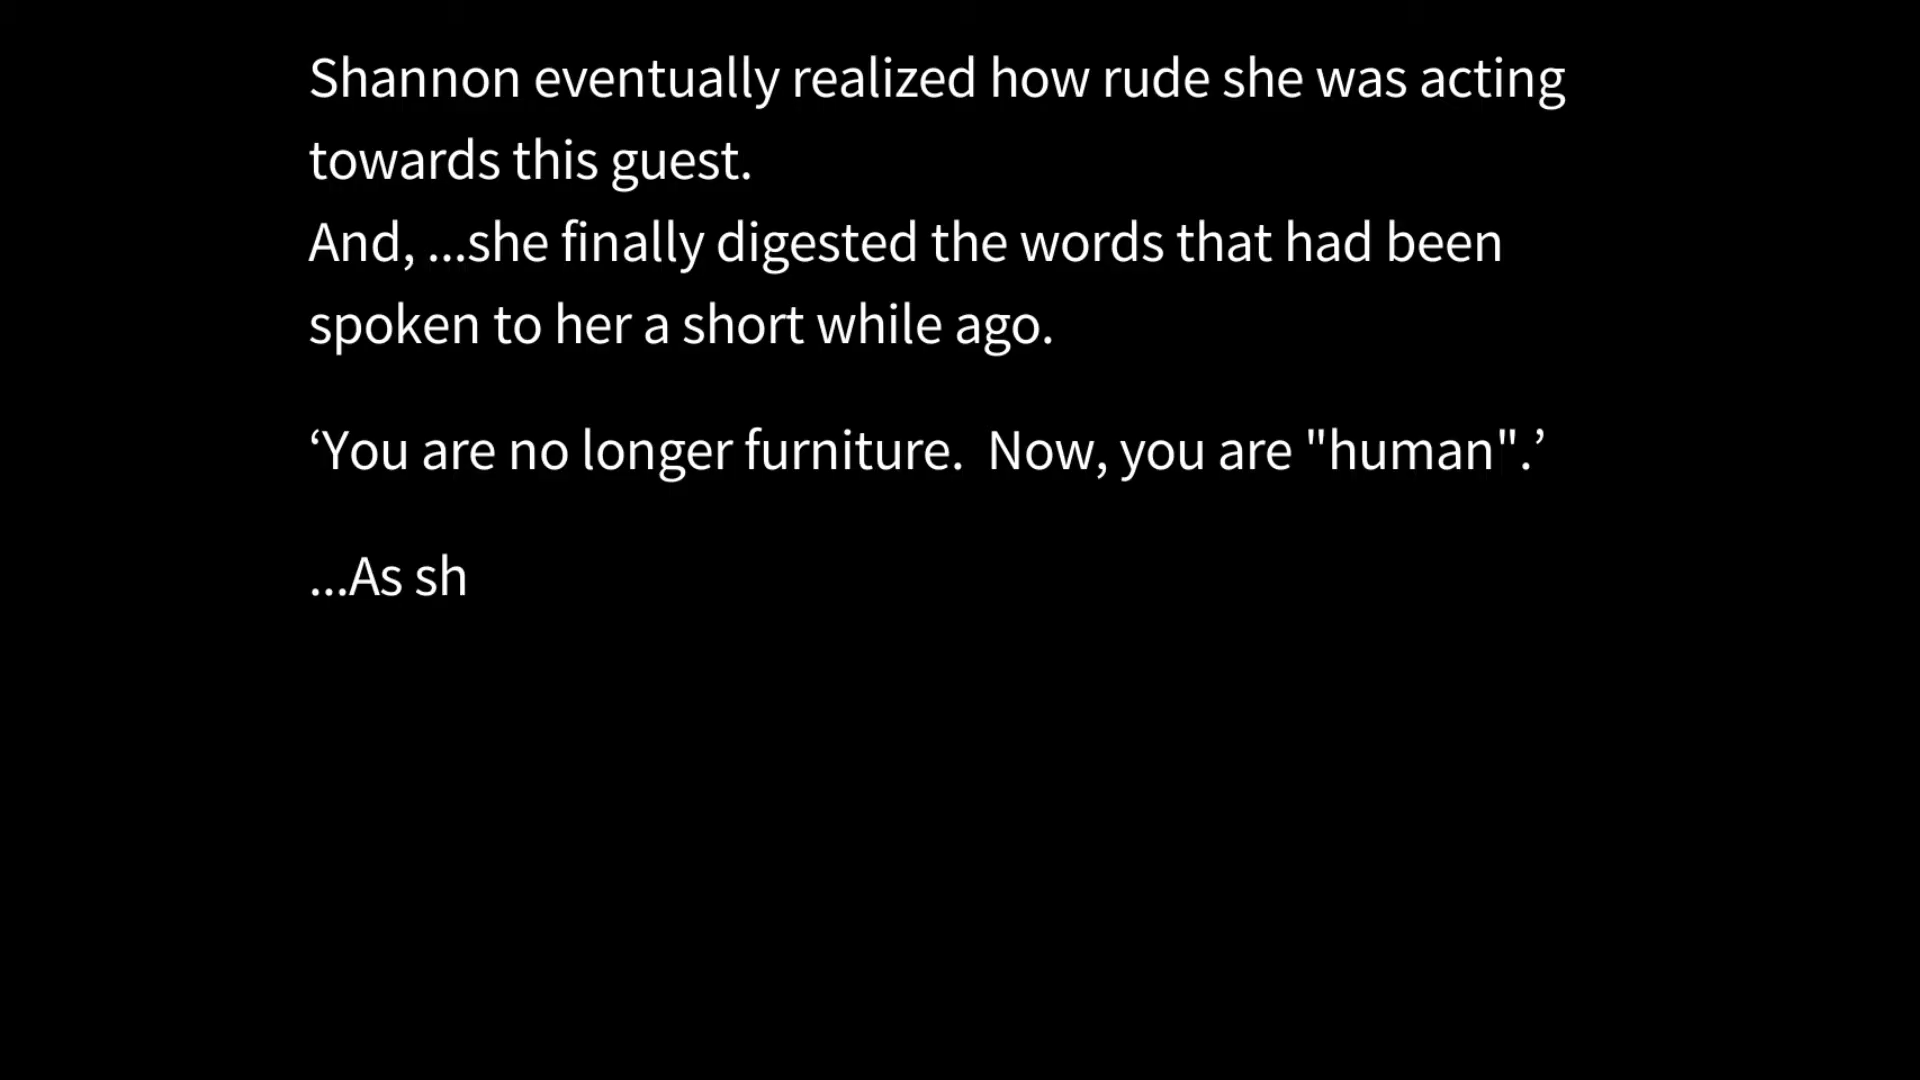 Shannon eventually realized how rude she was acting
towards this guest.
And, ...she finally digested the words that had been
spoken to her a short while ago.
‘You are no longer furniture.  Now, you are "human".’
...As sh